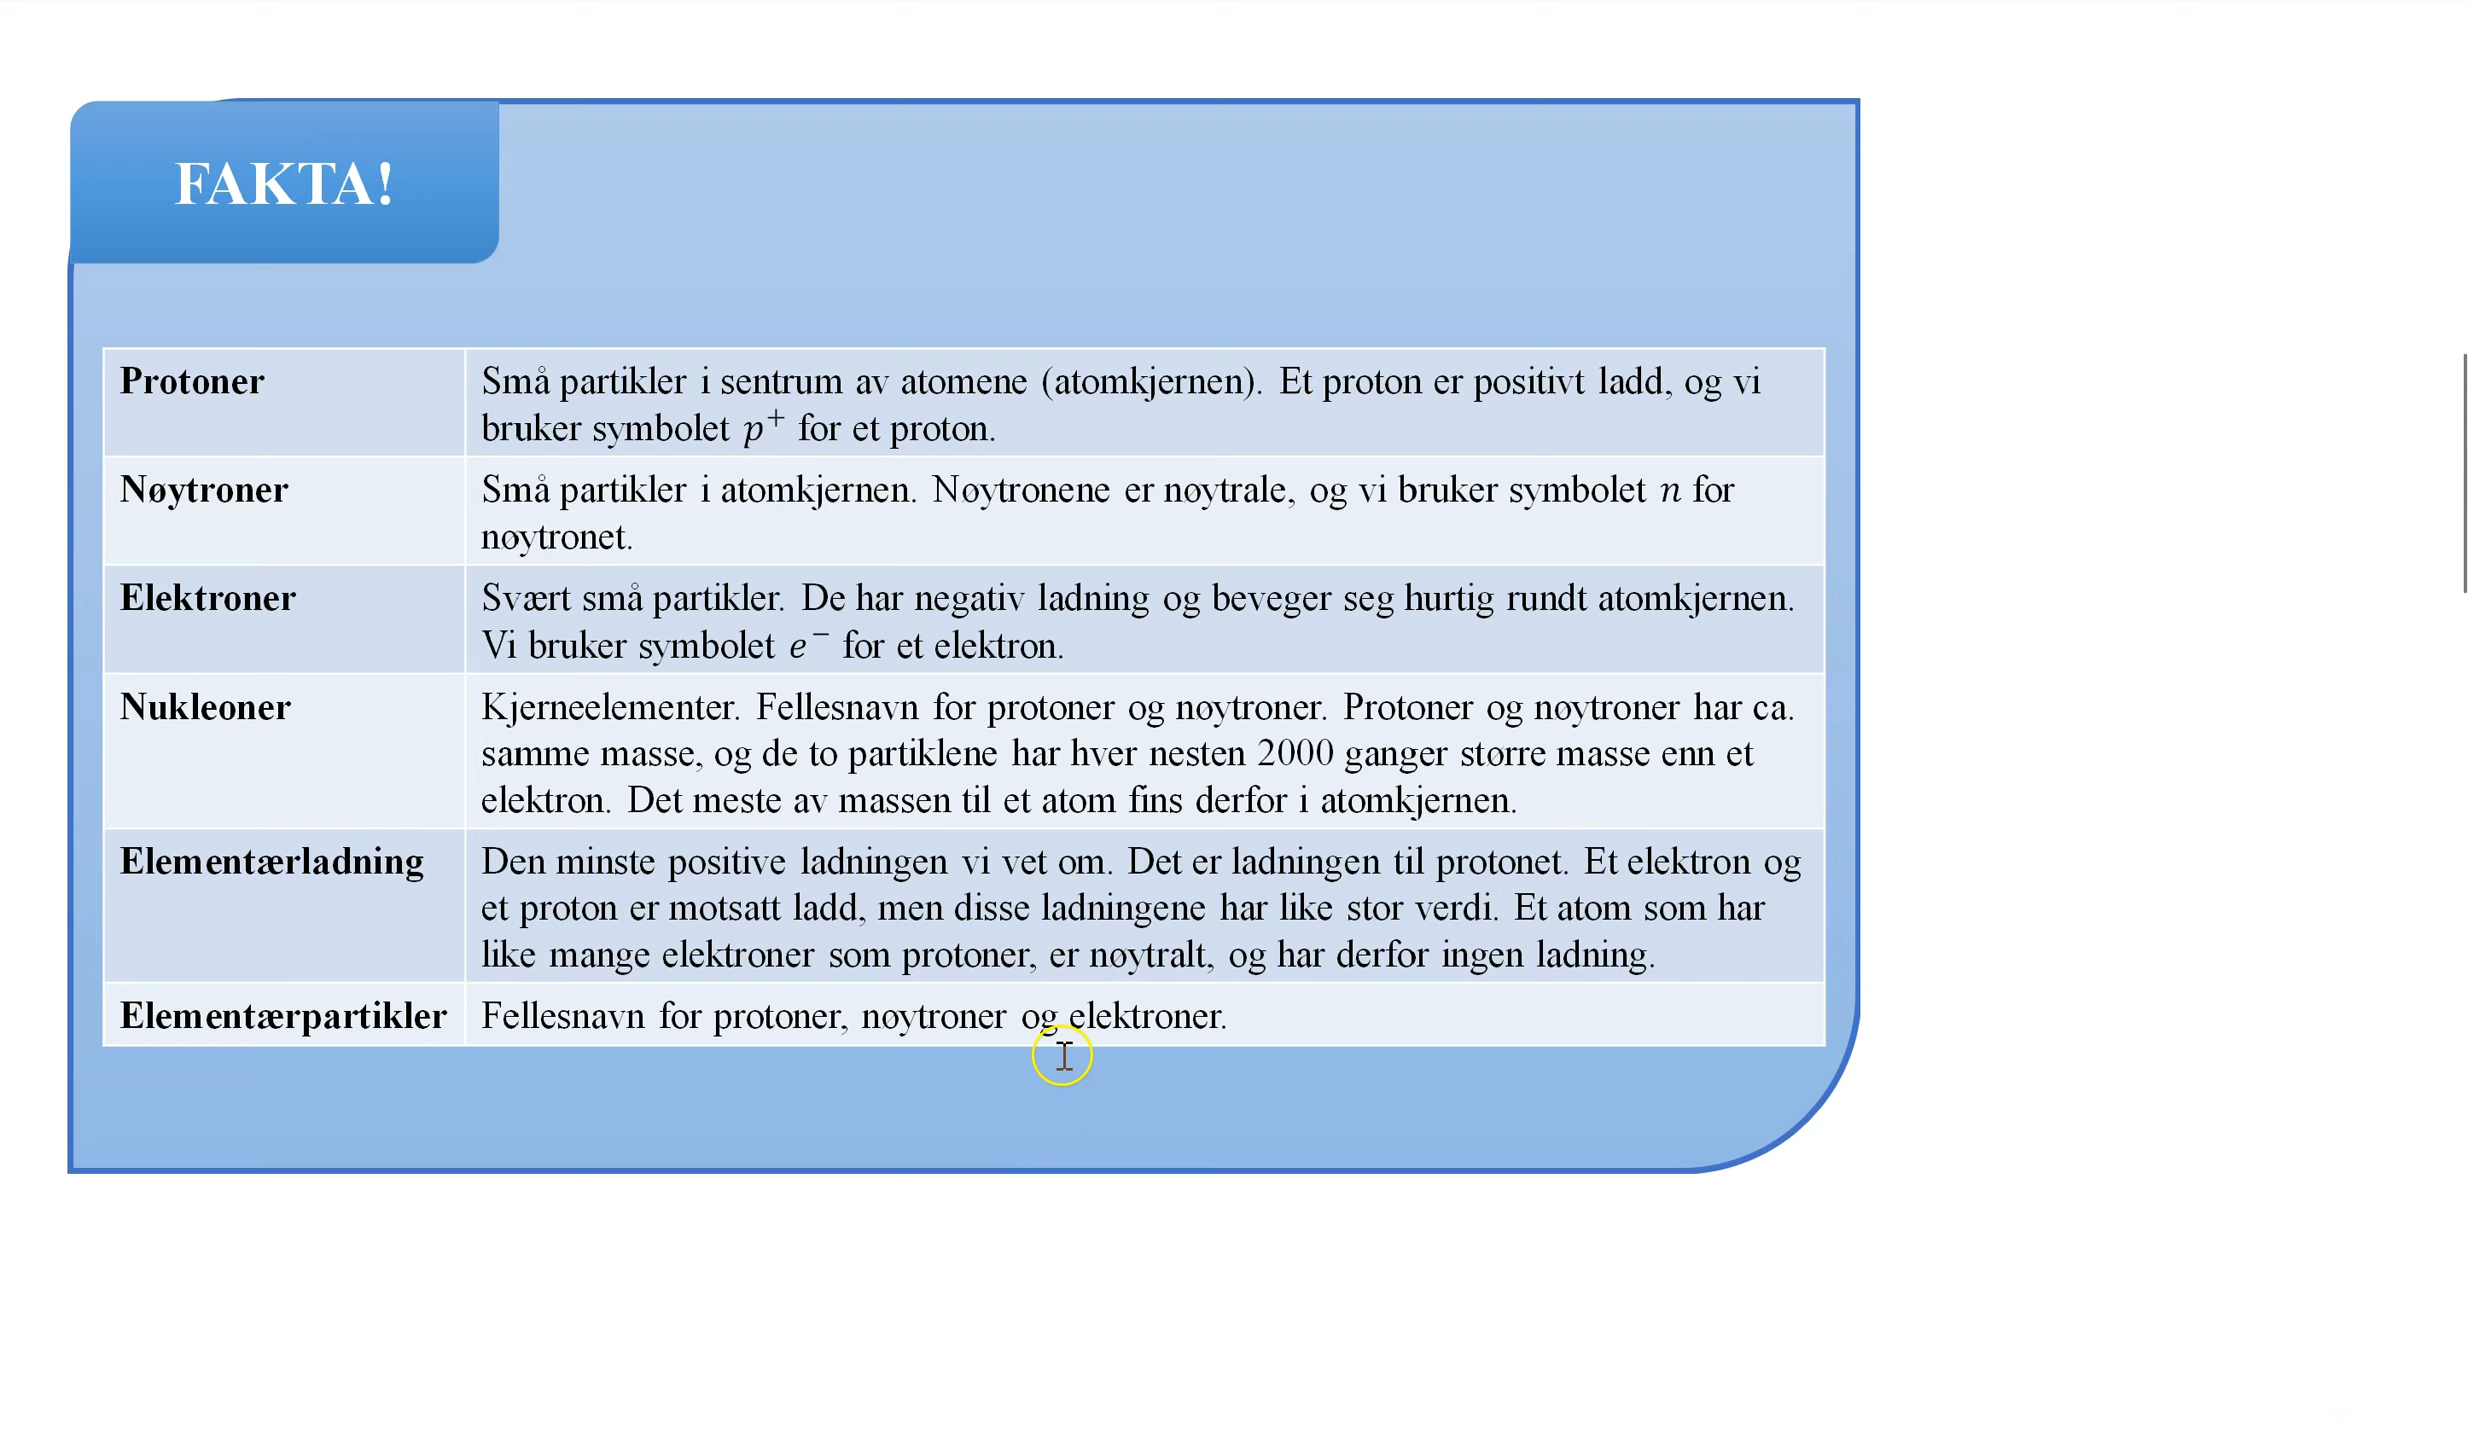 FAKTA!
Protoner
Små partikler i sentrum av atomene (atomkjernen). Et proton er positivt ladd, og vi
bruker symbolet p⁺ for et proton.
Nøytroner
Små partikler i atomkjernen. Nøytronene er nøytrale, og vi bruker symbolet n for
nøytronet.
Elektroner
Svært små partikler. De har negativ ladning og beveger seg hurtig rundt atomkjernen.
Vi bruker symbolet e⁻ for et elektron.
Nukleoner
Kjerneelementer. Fellesnavn for protoner og nøytroner. Protoner og nøytroner har ca.
samme masse, og de to partiklene har hver nesten 2000 ganger større masse enn et
elektron. Det meste av massen til et atom fins derfor i atomkjernen.
Elementærladning
Den minste positive ladningen vi vet om. Det er ladningen til protonet. Et elektron og
et proton er motsatt ladd, men disse ladningene har like stor verdi. Et atom som har
like mange elektroner som protoner, er nøytralt, og har derfor ingen ladning.
Elementærpartikler
Fellesnavn for protoner, nøytroner og elektroner.